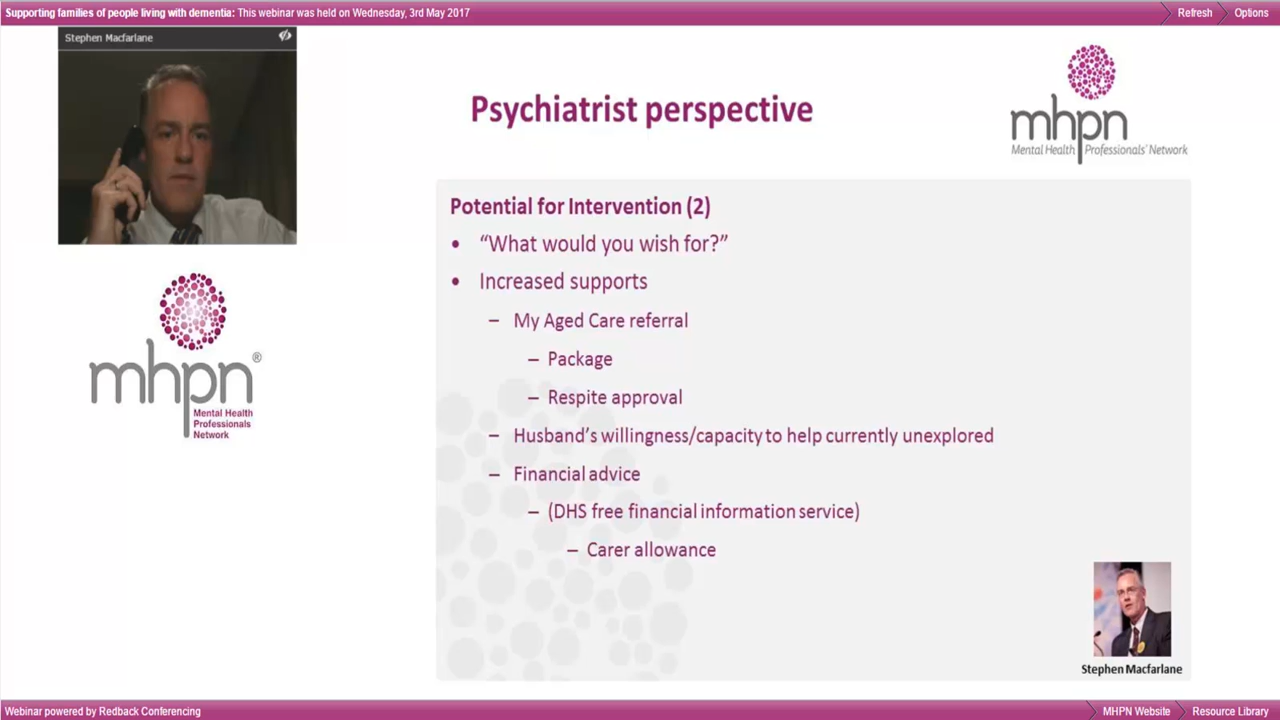 Supporting families of people living with dementia: This webinar was held on Wednesday, 3rd May 2017
Refresh
Options
Stephen Macfarlane
Psychiatrist perspective
mhpn
Mental Health Professionals' Network
Potential for Intervention (2)
• “What would you wish for?”
• Increased supports
– My Aged Care referral
– Package
– Respite approval
– Husband’s willingness/capacity to help currently unexplored
– Financial advice
– (DHS free financial information service)
– Carer allowance
mhpn®
Mental Health
Professionals
Network
Stephen Macfarlane
Webinar powered by Redback Conferencing
MHPN Website
Resource Library